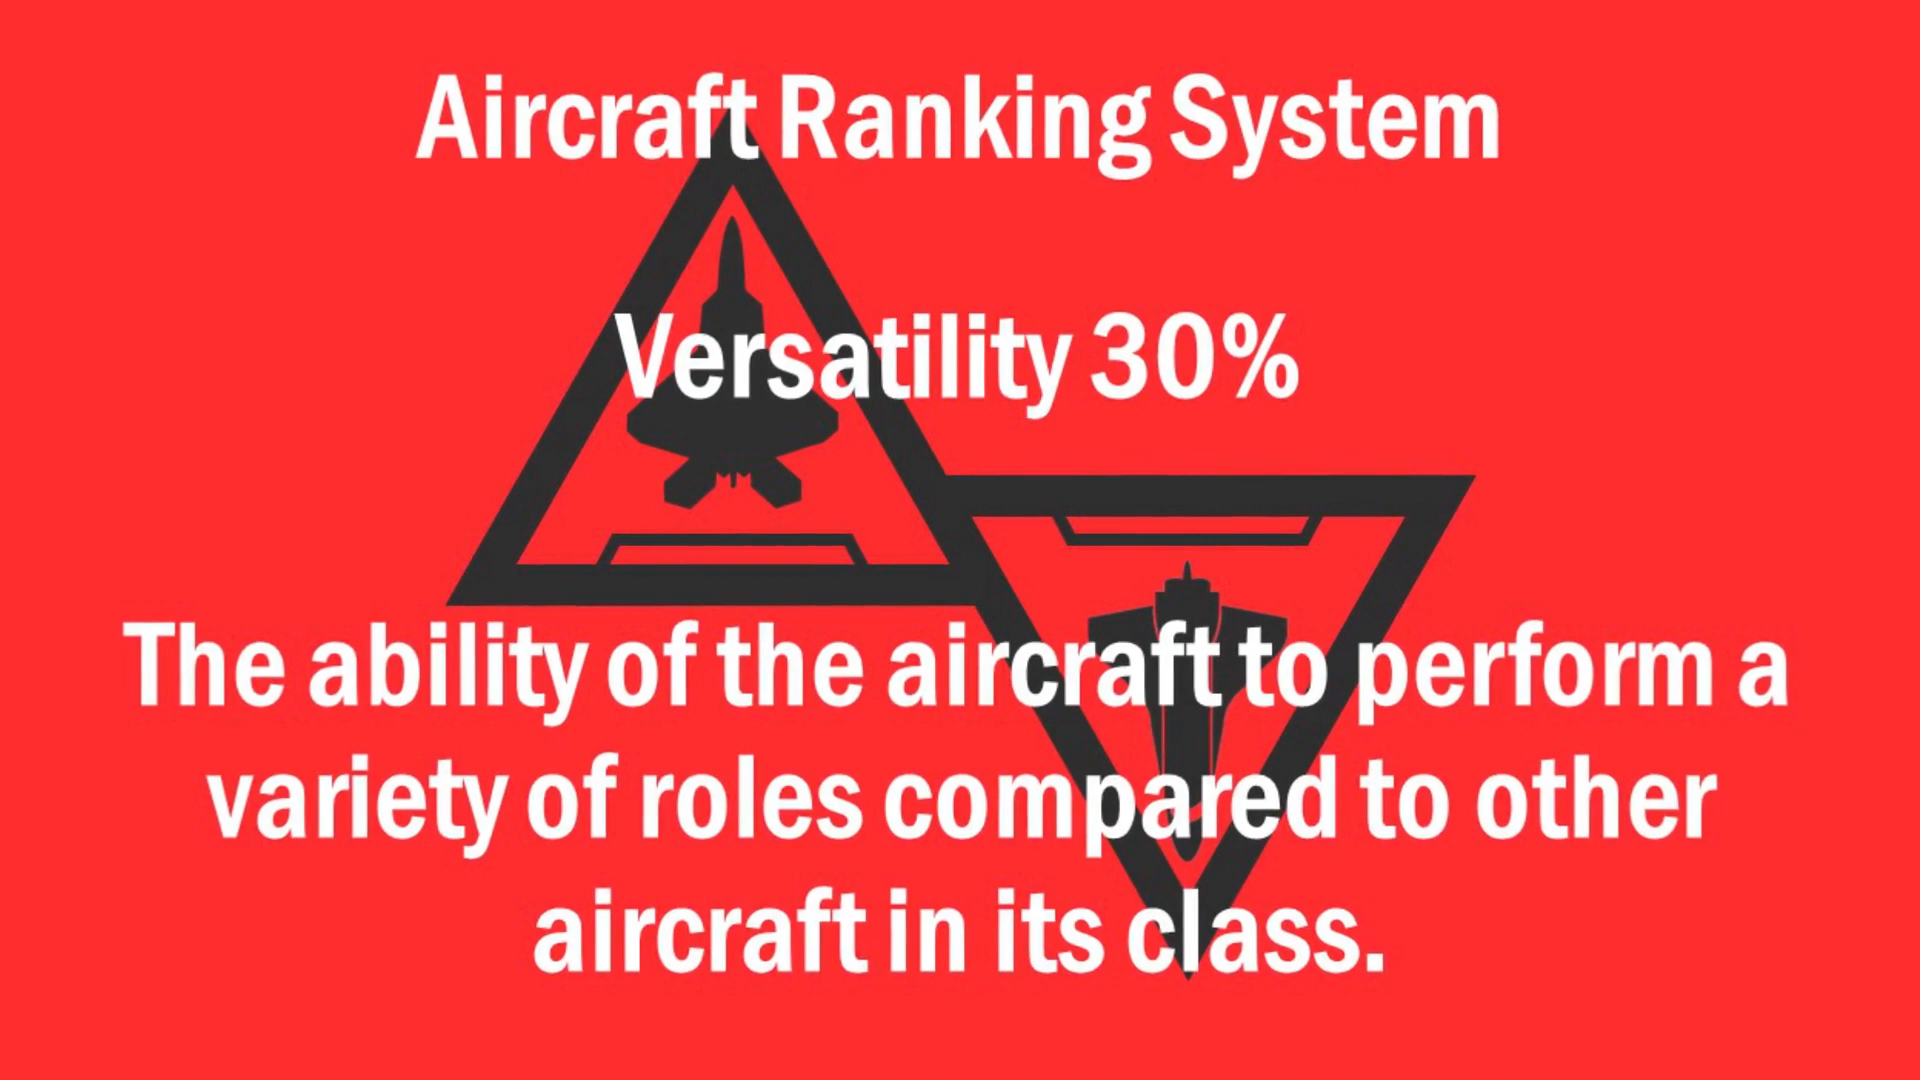 Aircraft Ranking System
Versatility 30%
The ability of the aircraft to perform a
variety of roles compared to other
aircraft in its class.